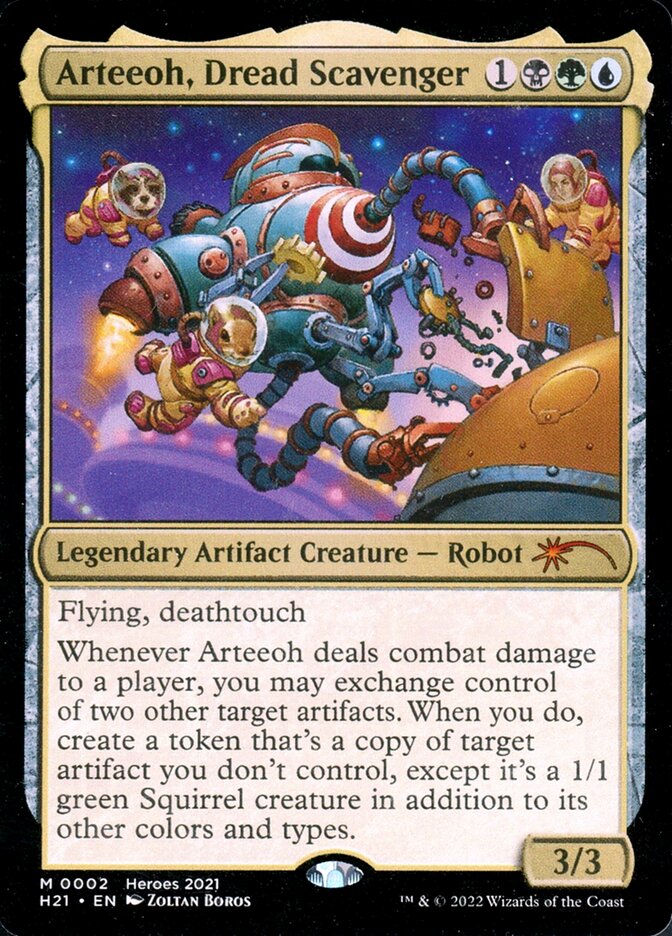 Arteeoh, Dread Scavenger 1
Legendary Artifact Creature — Robot
Flying, deathtouch
Whenever Arteeoh deals combat damage
to a player, you may exchange control
of two other target artifacts. When you do,
create a token that's a copy of target
artifact you don't control, except it's a 1/1
green Squirrel creature in addition to its
other colors and types.
3/3
M 0002 Heroes 2021
H21 • EN Zoltan Boros
™ & © 2022 Wizards of the Coast